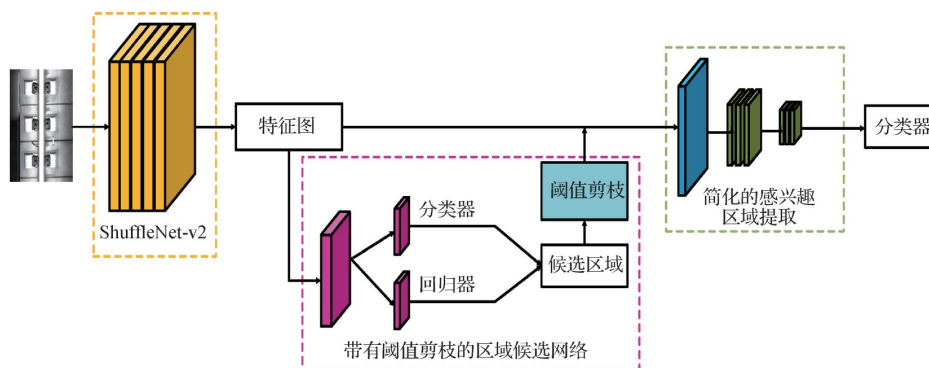 ShuffleNet-v2
特征图
分类器
回归器
候选区域
阈值剪枝
带有阈值剪枝的区域候选网络
简化的感兴趣
区域提取
分类器